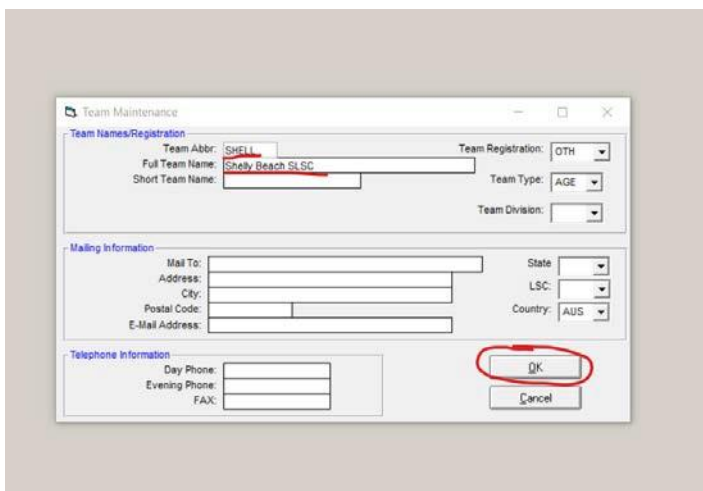 Team Maintenance
Team Names/Registration
Team Abbr: SHELL
Team Registration: OTH
Full Team Name: Shelly Beach SLSC
Short Team Name:
Team Type: AGE
Team Division:
Mailing Information
Mail To:
State
Address:
LSC:
City:
Postal Code:
Country: AUS
E-Mail Address:
Telephone Information
Day Phone:
OK
Evening Phone:
Cancel
FAX: